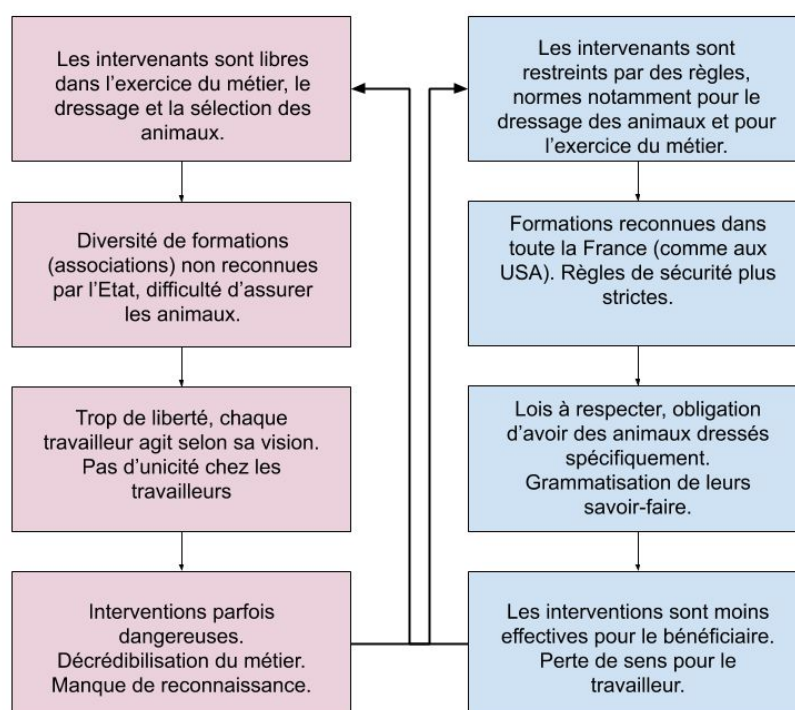 Les intervenants sont libres
dans l’exercice du métier, le
dressage et la sélection des
animaux.
Diversité de formations
(associations) non reconnues
par l’Etat, difficulté d’assurer
les animaux.
Trop de liberté, chaque
travailleur agit selon sa vision.
Pas d’unicité chez les
travailleurs
Interventions parfois
dangereuses.
Décrédibilisation du métier.
Manque de reconnaissance.
Les intervenants sont
restreints par des règles,
normes notamment pour le
dressage des animaux et pour
l’exercice du métier.
Formations reconnues dans
toute la France (comme aux
USA). Règles de sécurité plus
strictes.
Lois à respecter, obligation
d’avoir des animaux dressés
spécifiquement.
Grammatisation de leurs
savoir-faire.
Les interventions sont moins
effectives pour le bénéficiaire.
Perte de sens pour le
travailleur.